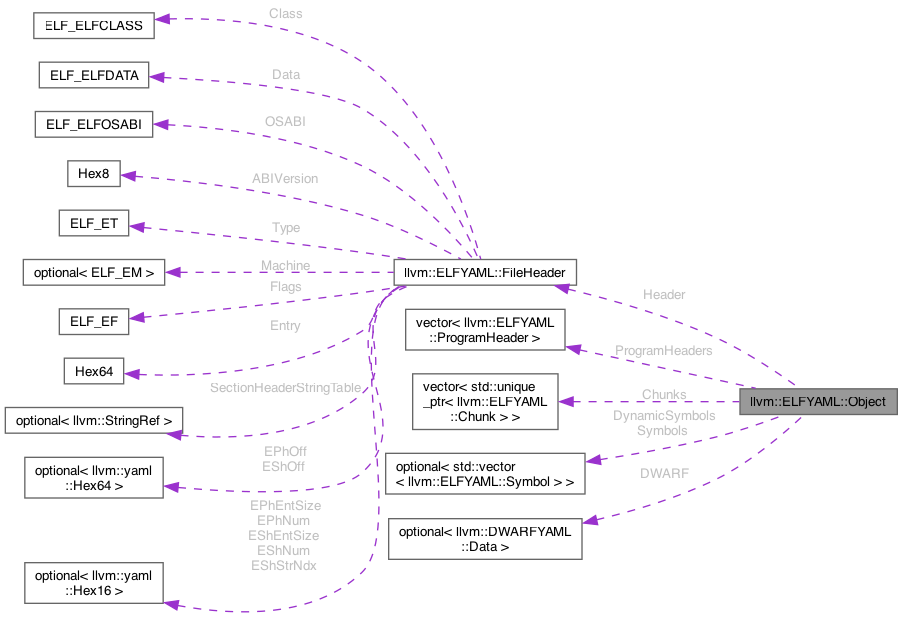 Class
ELF_ELFCLASS
Data
ELF_ELFDATA
OSABI
ELF_ELFOSABI
ABIVersion
Hex8
Type
ELF_ET
Machine
optional< ELF_EM >
llvm::ELFYAML::FileHeader
Flags
Header
ELF_EF
Entry
vector< llvm::ELFYAML
::ProgramHeader >
ProgramHeaders
Hex64
SectionHeaderStringTable
vector< std::unique
_ptr< llvm::ELFYAML
::Chunk > >
Chunks
llvm::ELFYAML::Object
optional< llvm::StringRef >
DynamicSymbols
Symbols
EPhOff
EShOff
optional< llvm::yaml
::Hex64 >
optional< std::vector
< llvm::ELFYAML::Symbol > >
DWARF
EPhEntSize
EPhNum
EShEntSize
EShNum
EShStrNdx
optional< llvm::DWARFYAML
::Data >
optional< llvm::yaml
::Hex16 >